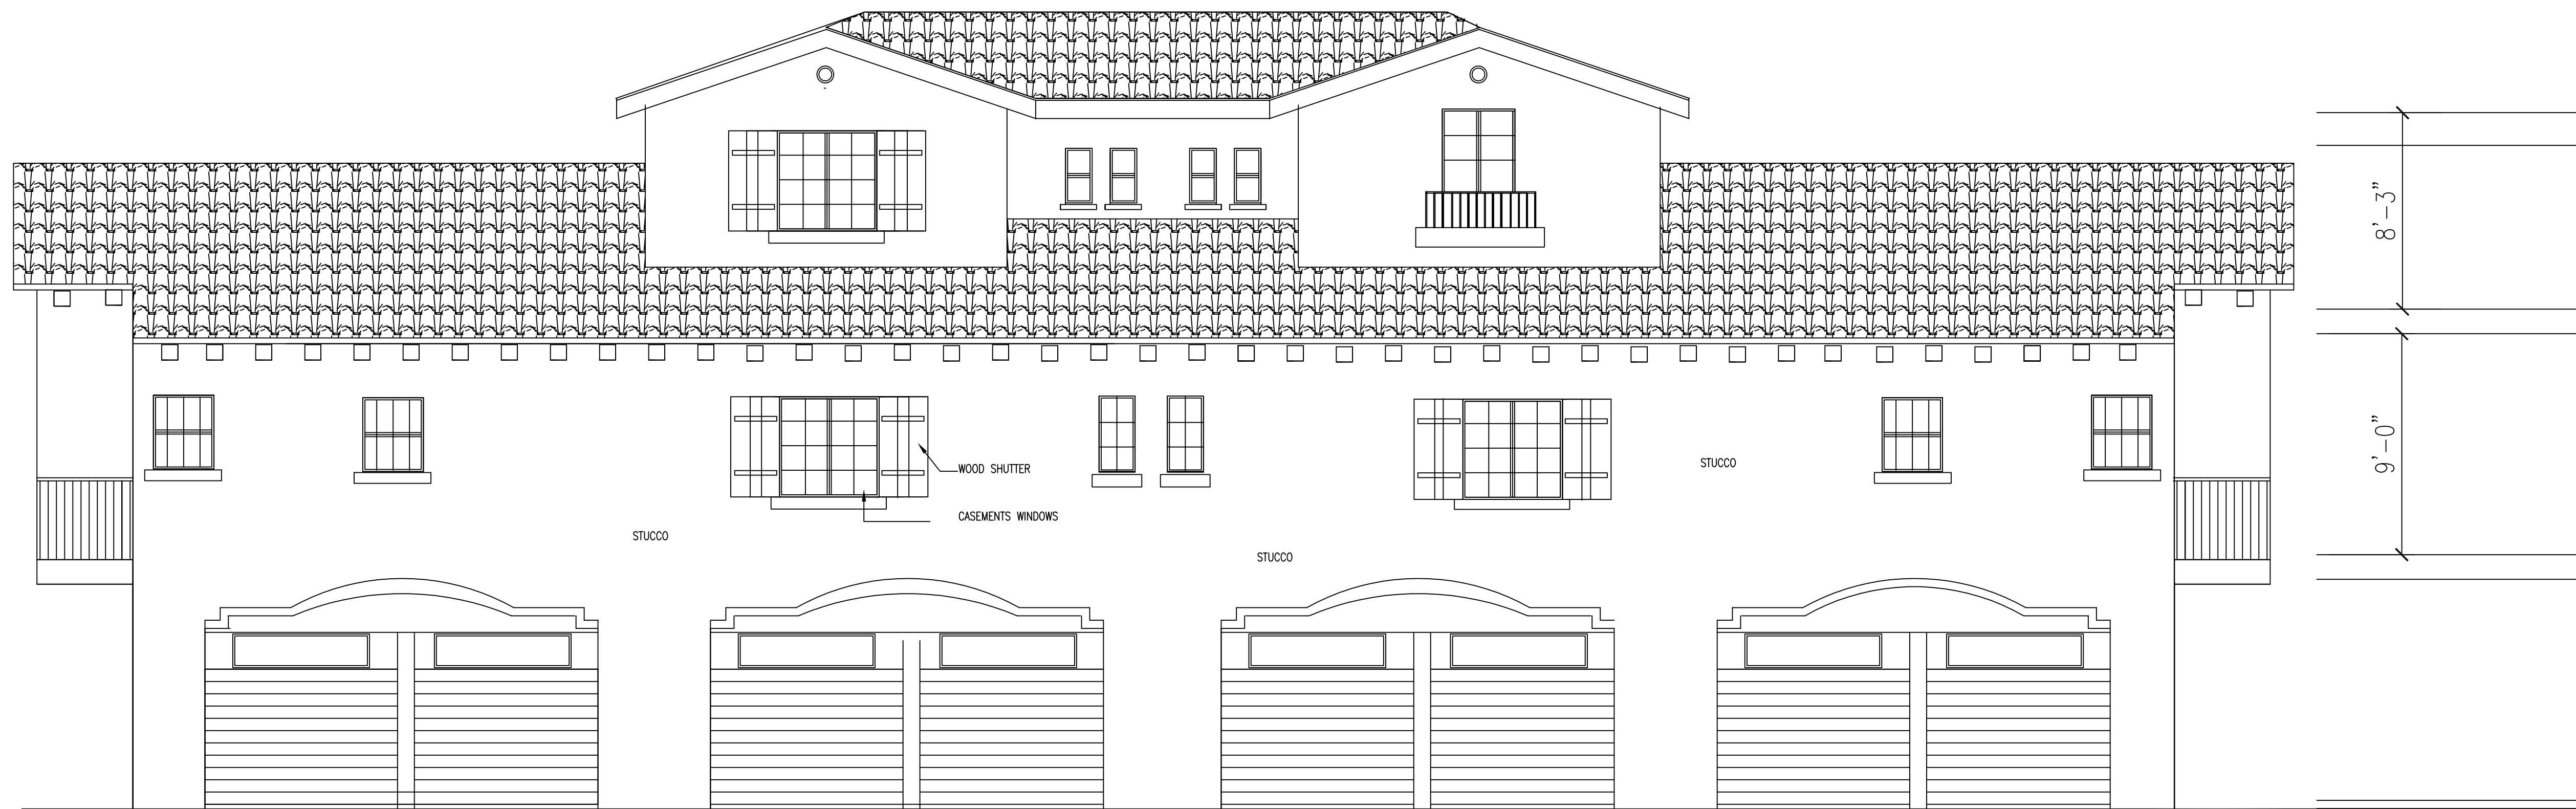 8'-3"
9'-0"
WOOD SHUTTER
STUCCO
CASEMENTS WINDOWS
STUCCO
STUCCO